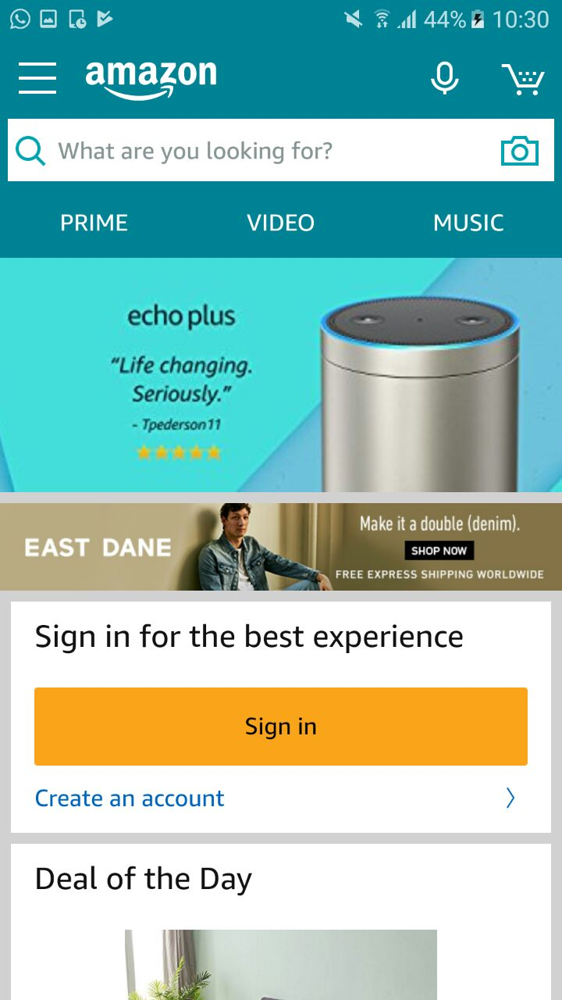 44% 10:30
amazon
What are you looking for?
PRIME VIDEO MUSIC
echo plus
“Life changing.
Seriously.”
- Tpederson11
EAST DANE
Make it a double (denim).
SHOP NOW
FREE EXPRESS SHIPPING WORLDWIDE
Sign in for the best experience
Sign in
Create an account
Deal of the Day